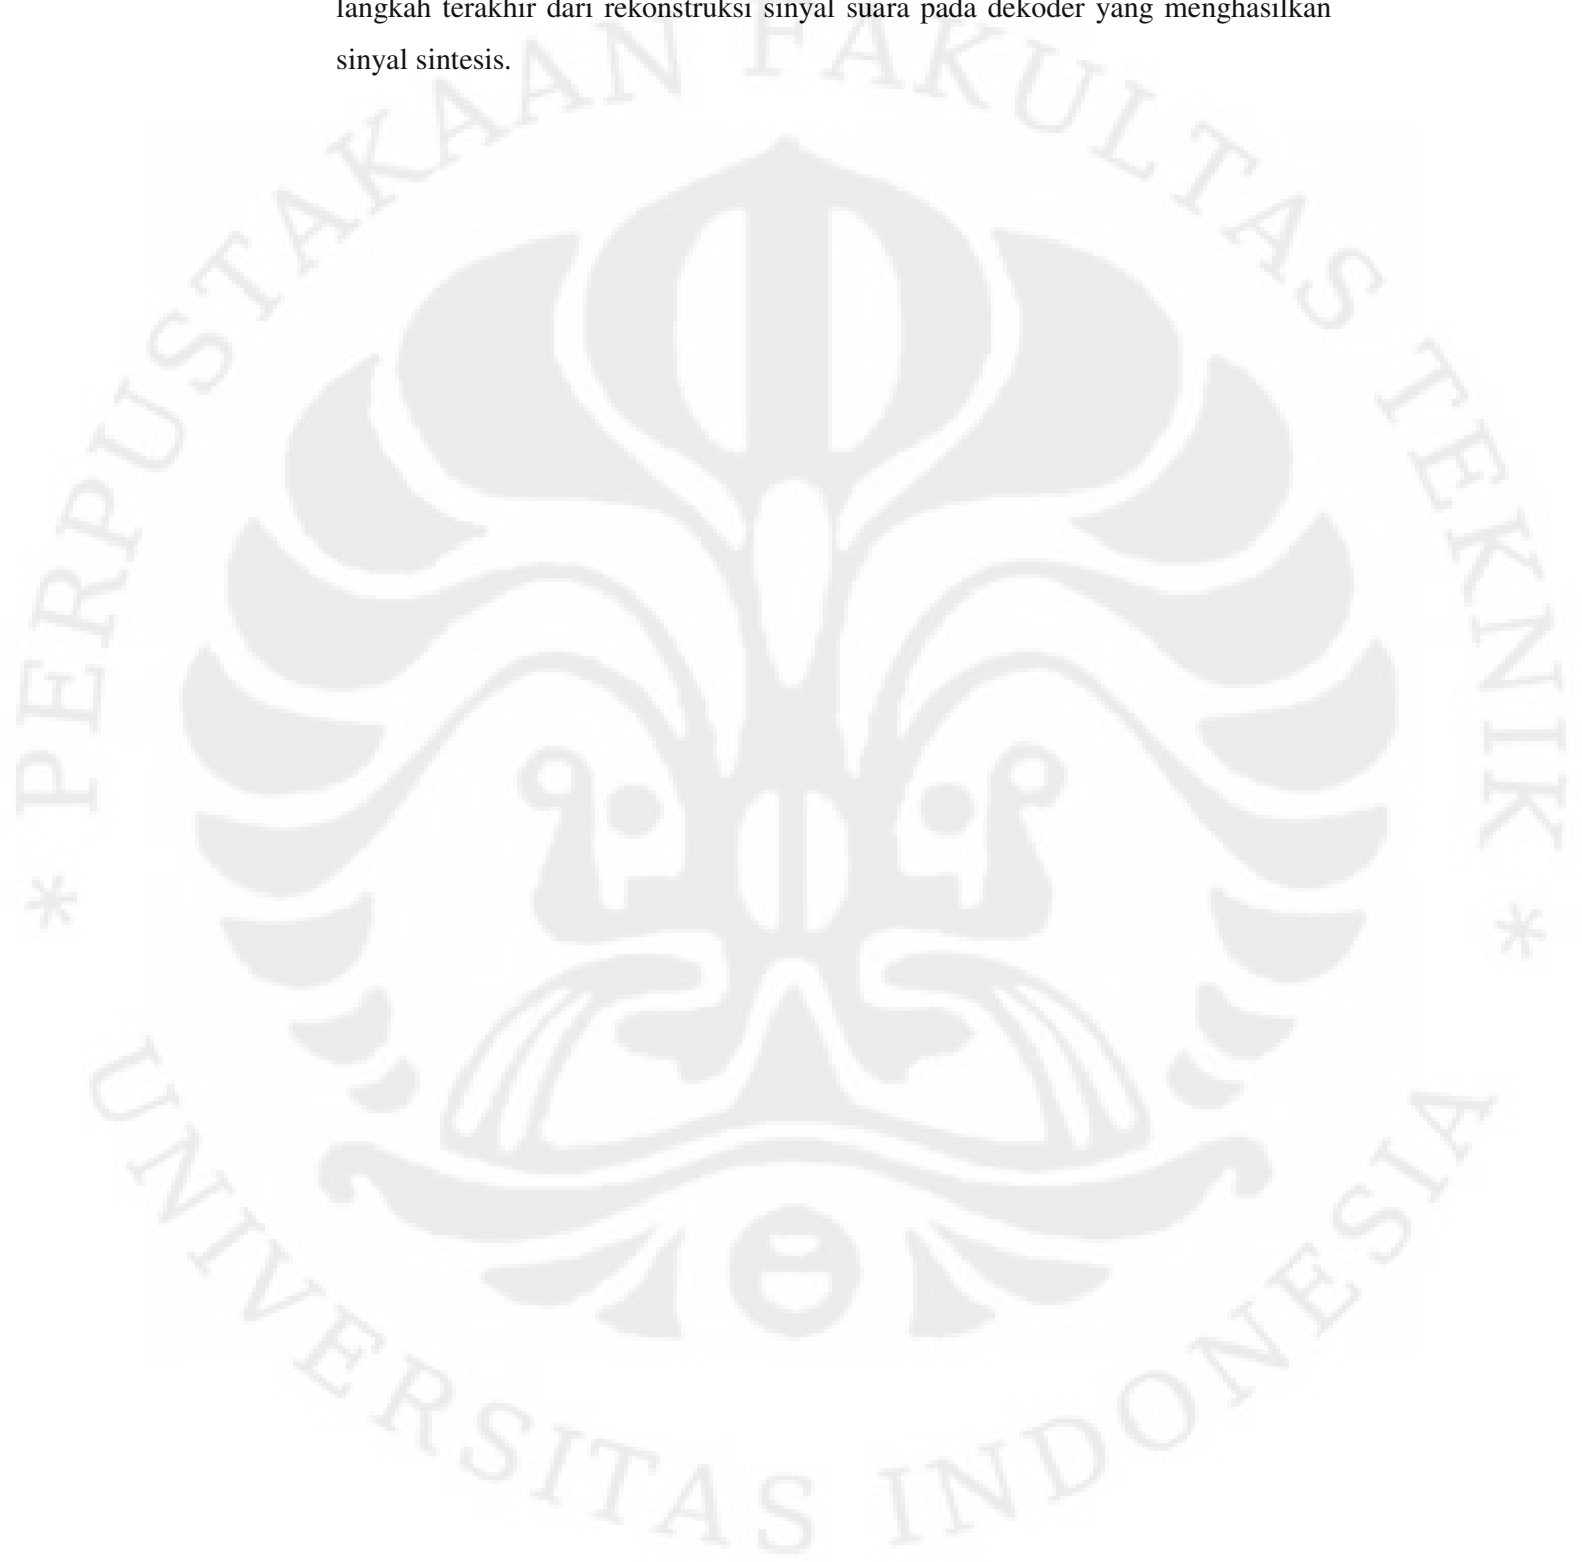 langkah terakhir dari rekonstruksi sinyal suara pada dekoder yang menghasilkan
sinyal sintesis.
PERPUSTAKAAN FAKULTAS TEKNIK
* UNIVERSITAS INDONESIA *